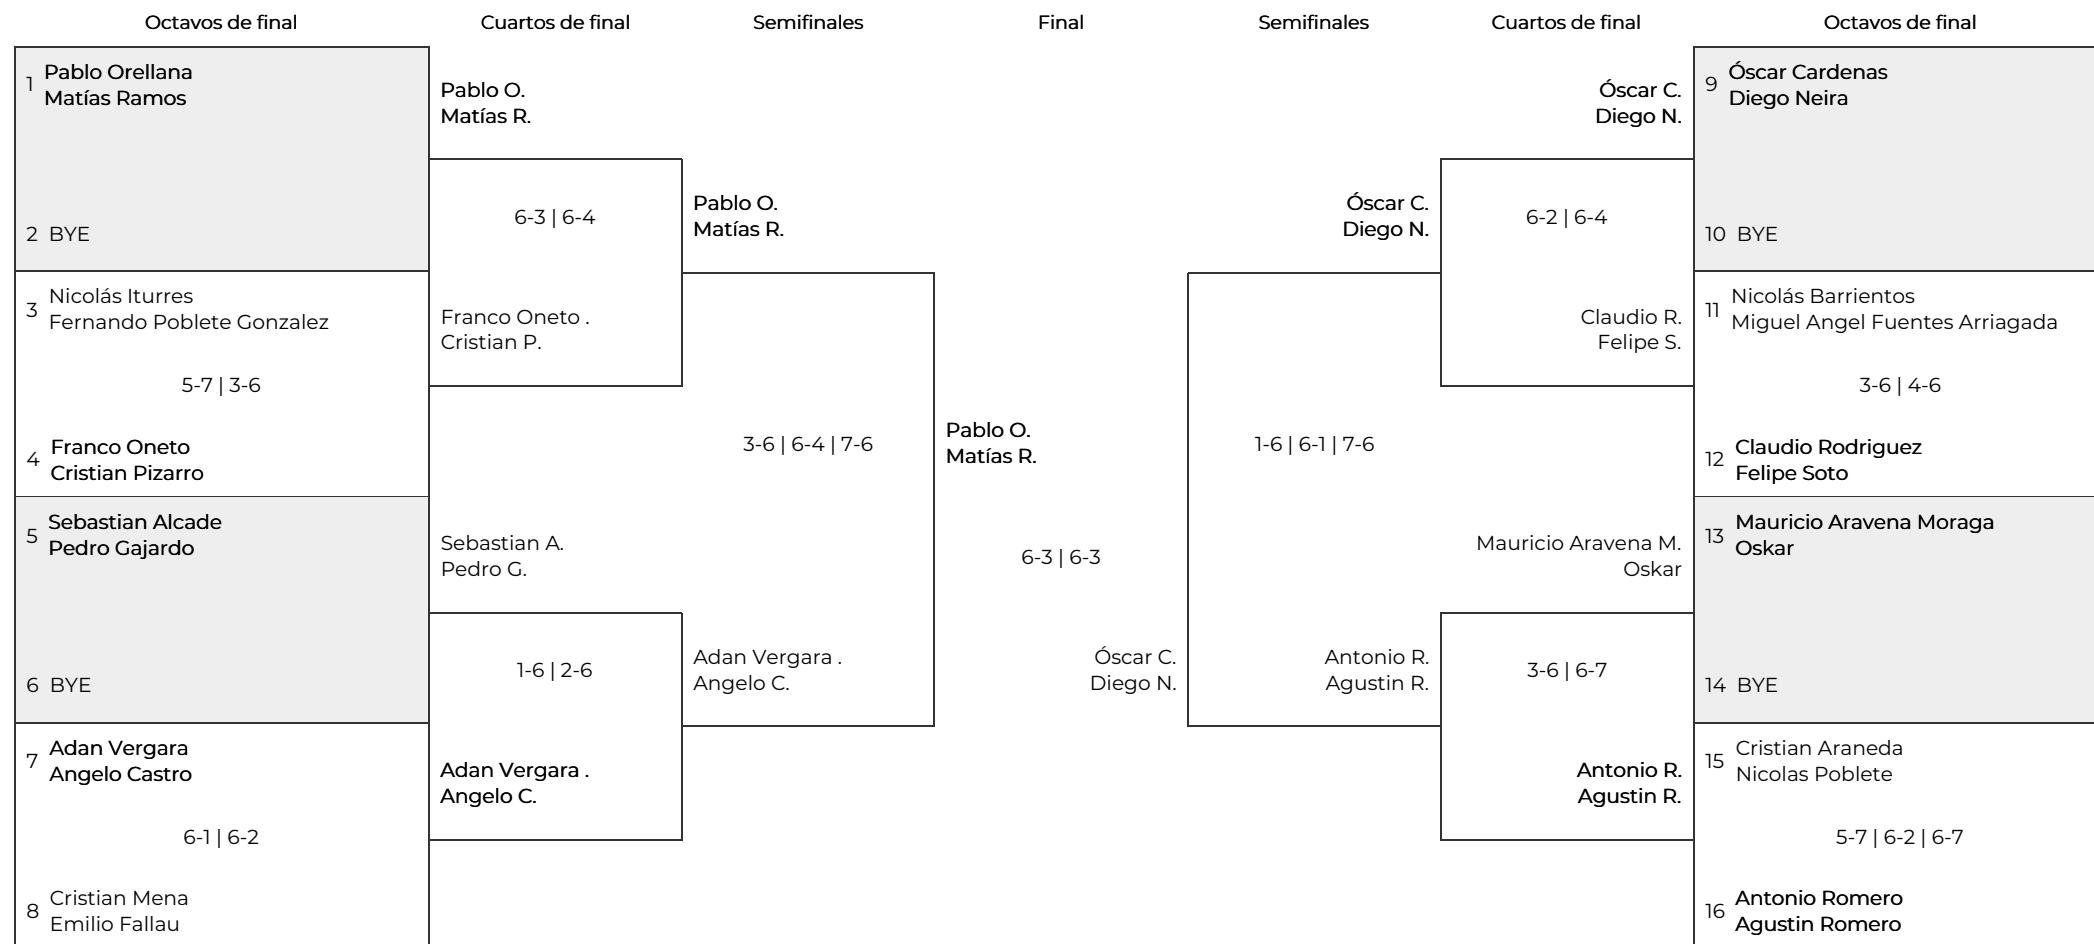 Octavos de final
Cuartos de final
Semifinales
Final
Semifinales
Cuartos de final
Octavos de final
1
Pablo Orellana
Matías Ramos
2 BYE
3
Nicolás Iturres
Fernando Poblete Gonzalez
5-7 | 3-6
4
Franco Oneto
Cristian Pizarro
5
Sebastian Alcade
Pedro Gajardo
6 BYE
7
Adan Vergara
Angelo Castro
6-1 | 6-2
8
Cristian Mena
Emilio Fallau
Pablo O.
Matías R.
6-3 | 6-4
Franco Oneto .
Cristian P.
Sebastian A.
Pedro G.
1-6 | 2-6
Adan Vergara .
Angelo C.
Pablo O.
Matías R.
3-6 | 6-4 | 7-6
Adan Vergara .
Angelo C.
Pablo O.
Matías R.
6-3 | 6-3
Óscar C.
Diego N.
Óscar C.
Diego N.
1-6 | 6-1 | 7-6
Antonio R.
Agustin R.
Óscar C.
Diego N.
6-2 | 6-4
Claudio R.
Felipe S.
Mauricio Aravena M.
Oskar
3-6 | 6-7
Antonio R.
Agustin R.
9
Óscar Cardenas
Diego Neira
10 BYE
11
Nicolás Barrientos
Miguel Angel Fuentes Arriagada
3-6 | 4-6
12
Claudio Rodriguez
Felipe Soto
13
Mauricio Aravena Moraga
Oskar
14 BYE
15
Cristian Araneda
Nicolas Poblete
5-7 | 6-2 | 6-7
16
Antonio Romero
Agustin Romero